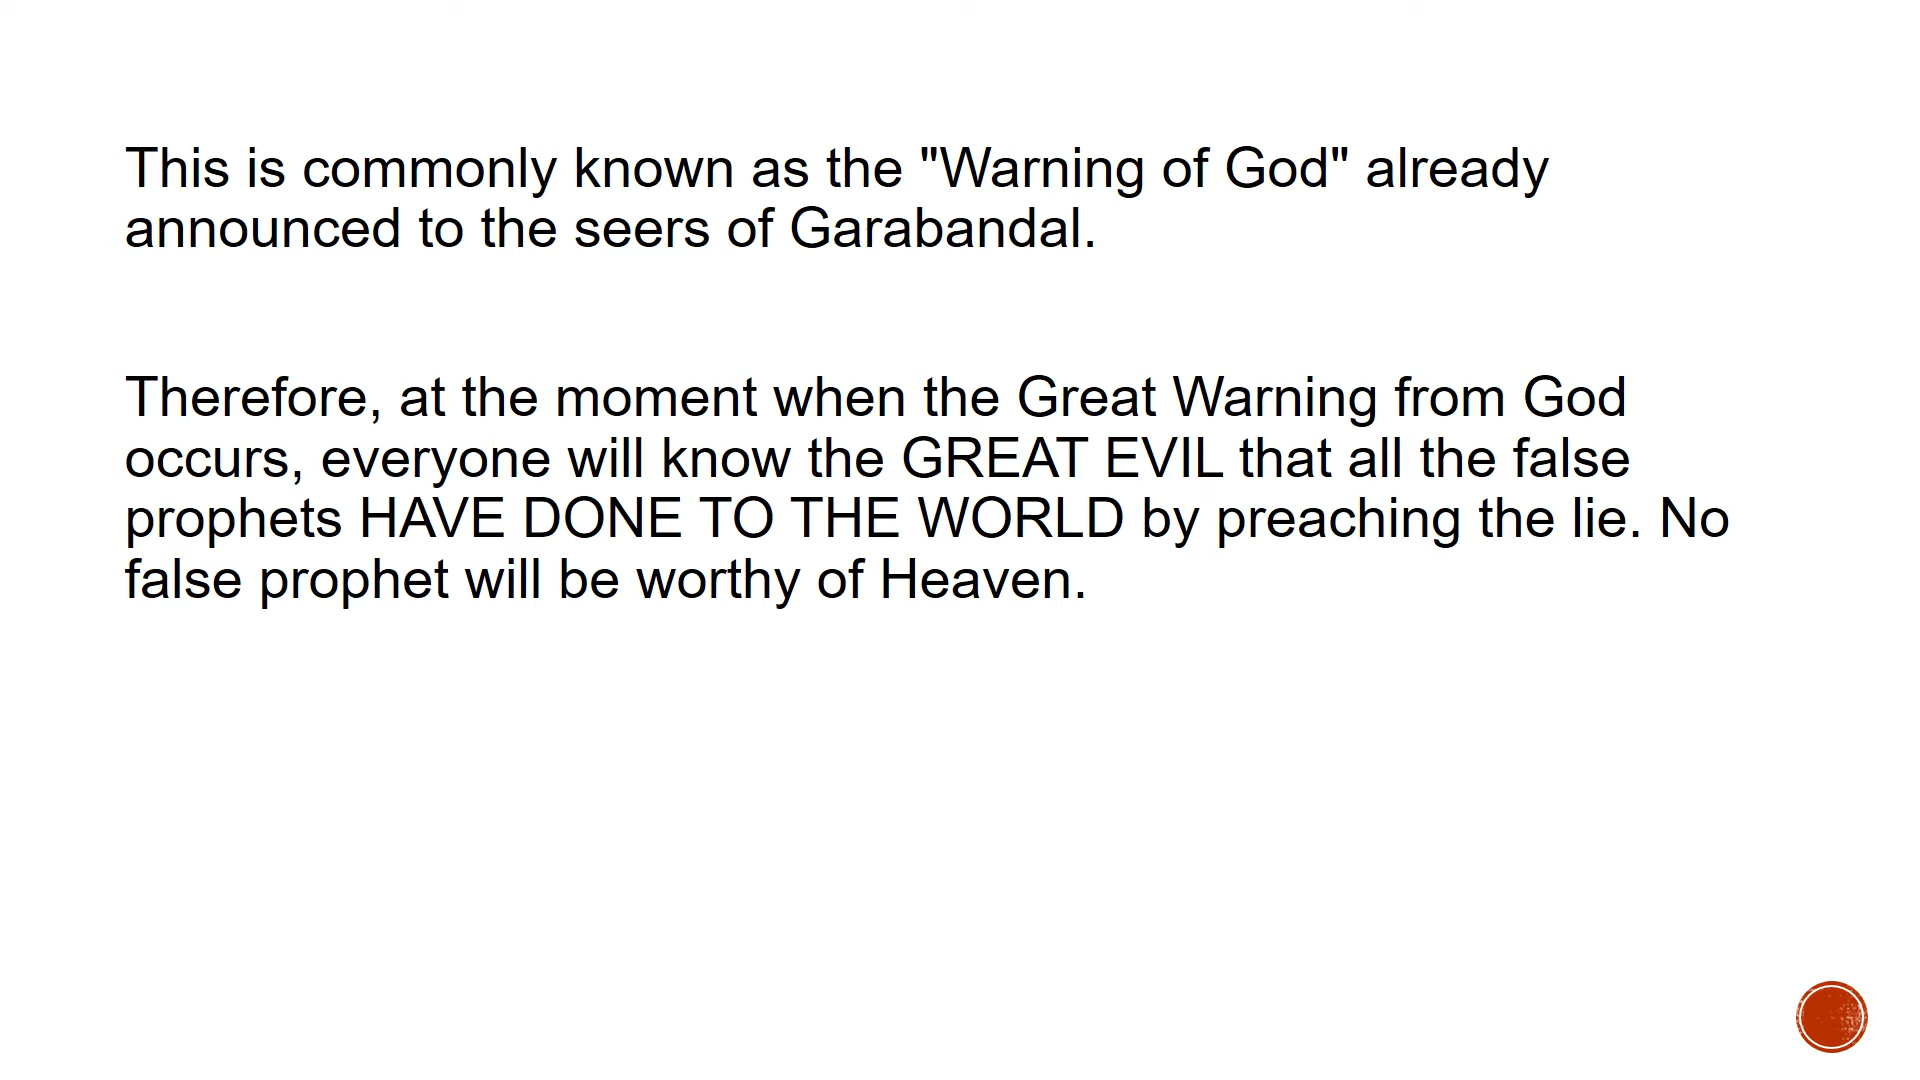 This is commonly known as the "Warning of God" already
announced to the seers of Garabandal.
Therefore, at the moment when the Great Warning from God
occurs, everyone will know the GREAT EVIL that all the false
prophets HAVE DONE TO THE WORLD by preaching the lie. No
false prophet will be worthy of Heaven.